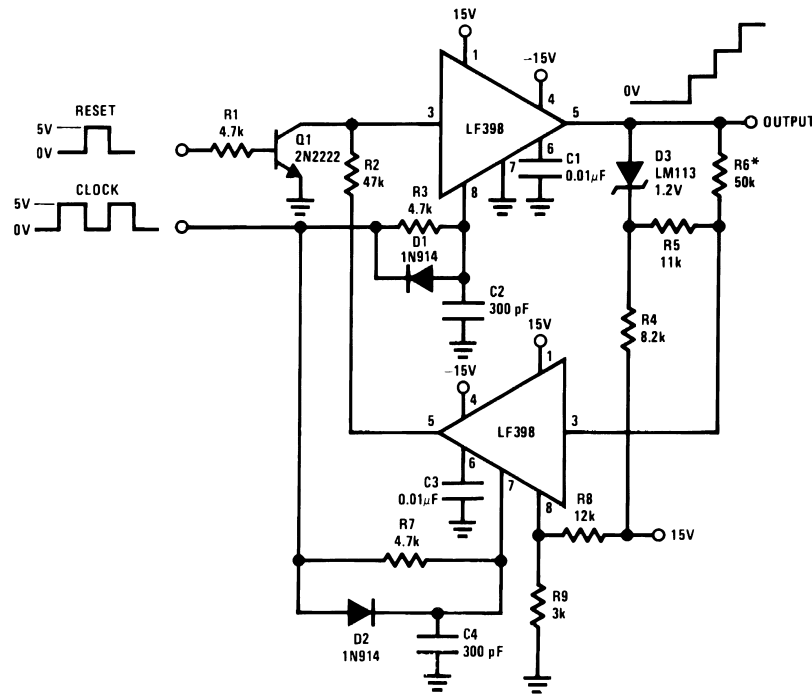 15V
1
–15V
4
0V
RESET
5V
0V
R1
4.7k
Q1
2N2222
3
LF398
5
OUTPUT
6
7
C1
0.01µF
D3
LM113
1.2V
R6*
50k
R2
47k
CLOCK
5V
0V
R3
4.7k
8
D1
1N914
R5
11k
C2
300 pF
R4
8.2k
15V
1
–15V
4
5
LF398
3
6
7
8
C3
0.01µF
R8
12k
15V
R7
4.7k
R9
3k
D2
1N914
C4
300 pF